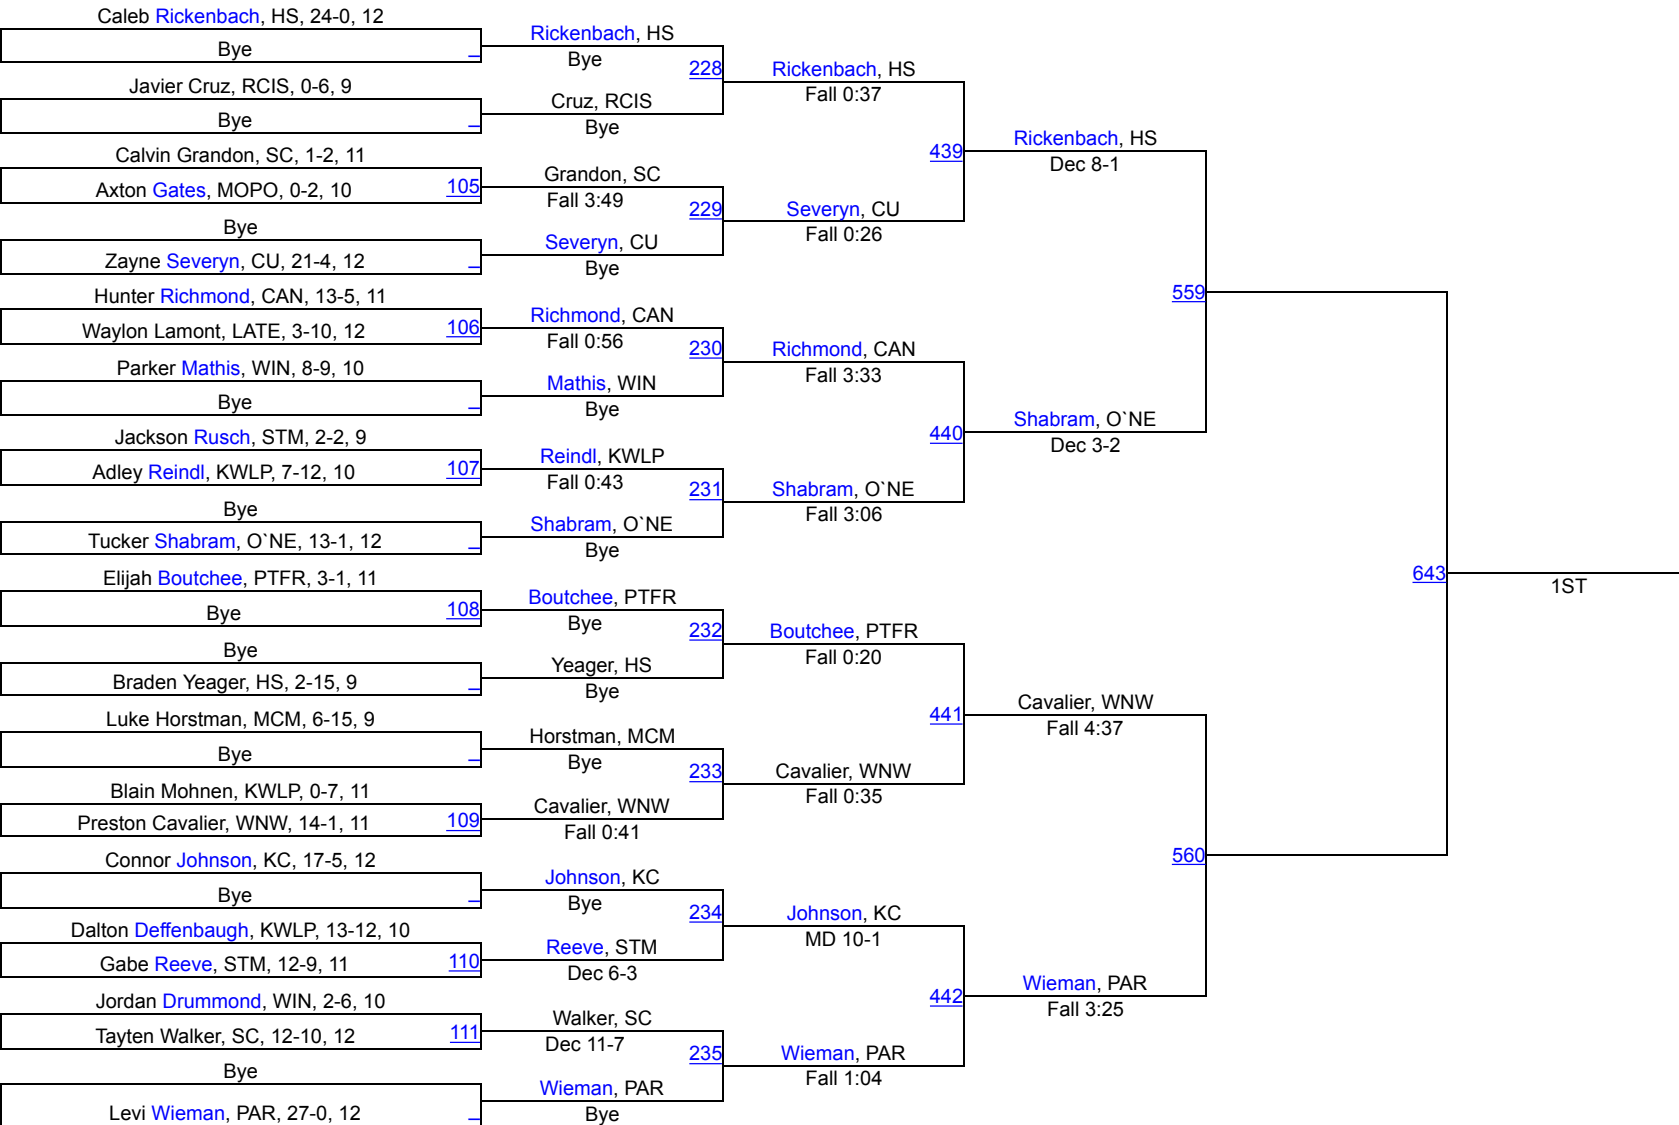 Caleb Rickenbach, HS, 24-0, 12
Bye
Javier Cruz, RCIS, 0-6, 9
Bye
Calvin Grandon, SC, 1-2, 11
Axton Gates, MOPO, 0-2, 10
105
Bye
Zayne Severyn, CU, 21-4, 12
Hunter Richmond, CAN, 13-5, 11
Waylon Lamont, LATE, 3-10, 12
106
Parker Mathis, WIN, 8-9, 10
Bye
Jackson Rusch, STM, 2-2, 9
Adley Reindl, KWLP, 7-12, 10
107
Bye
Tucker Shabram, O`NE, 13-1, 12
Elijah Boutchee, PTFR, 3-1, 11
Bye
108
Bye
Braden Yeager, HS, 2-15, 9
Luke Horstman, MCM, 6-15, 9
Bye
Blain Mohnen, KWLP, 0-7, 11
Preston Cavalier, WNW, 14-1, 11
109
Connor Johnson, KC, 17-5, 12
Bye
Dalton Deffenbaugh, KWLP, 13-12, 10
Gabe Reeve, STM, 12-9, 11
110
Jordan Drummond, WIN, 2-6, 10
Tayten Walker, SC, 12-10, 12
111
Bye
Levi Wieman, PAR, 27-0, 12
Rickenbach, HS
Bye
228
Cruz, RCIS
Bye
Grandon, SC
Fall 3:49
229
Severyn, CU
Bye
Richmond, CAN
Fall 0:56
230
Mathis, WIN
Bye
Reindl, KWLP
Fall 0:43
231
Shabram, O`NE
Bye
Boutchee, PTFR
Bye
232
Yeager, HS
Bye
Horstman, MCM
Bye
233
Cavalier, WNW
Fall 0:41
Johnson, KC
Bye
234
Reeve, STM
Dec 6-3
Walker, SC
Dec 11-7
235
Wieman, PAR
Bye
Rickenbach, HS
Fall 0:37
439
Severyn, CU
Fall 0:26
Richmond, CAN
Fall 3:33
440
Shabram, O`NE
Fall 3:06
Boutchee, PTFR
Fall 0:20
441
Cavalier, WNW
Fall 0:35
Johnson, KC
MD 10-1
442
Wieman, PAR
Fall 1:04
Rickenbach, HS
Dec 8-1
559
Shabram, O`NE
Dec 3-2
Cavalier, WNW
Fall 4:37
560
Wieman, PAR
Fall 3:25
643
1ST